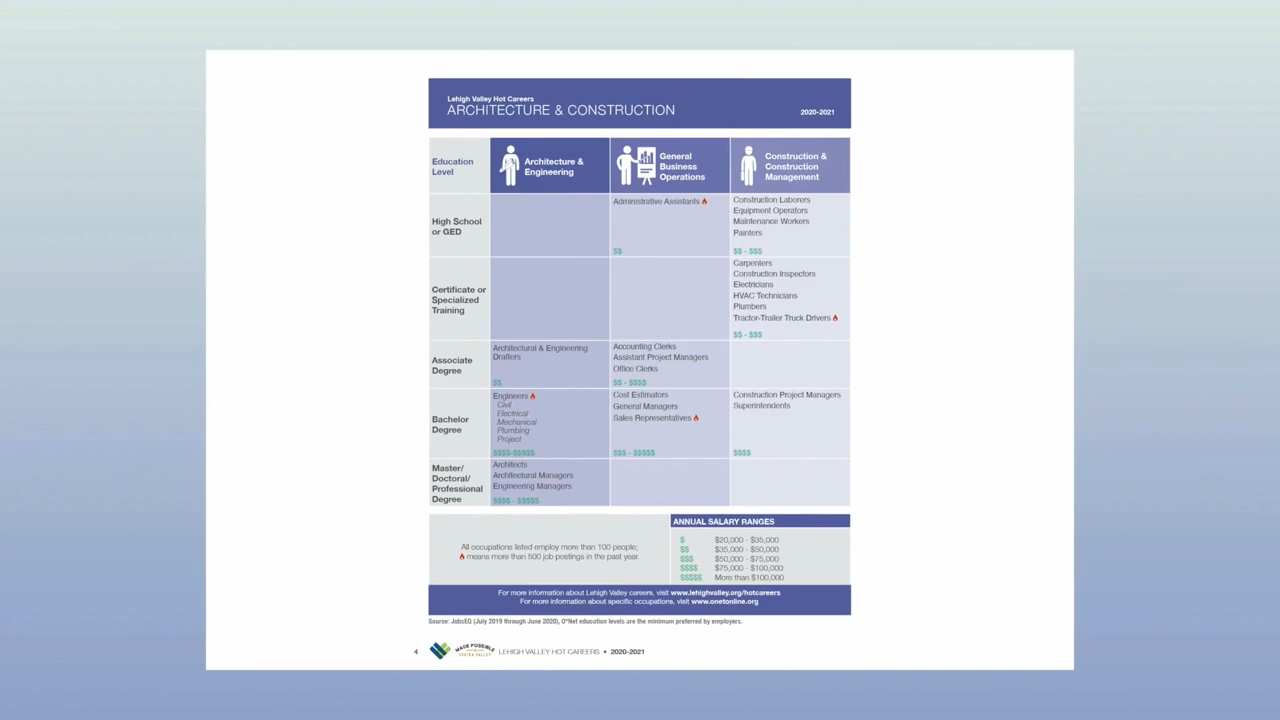 Lehigh Valley Hot Careers
ARCHITECTURE & CONSTRUCTION
2020-2021
Education
Level
Architecture &
Engineering
General
Business
Operations
Construction &
Construction
Management
High School
or GED
Administrative Assistants
$$
Construction Laborers
Equipment Operators
Maintenance Workers
Painters
$$ - $$$
Certificate or
Specialized
Training
Carpenters
Construction Inspectors
Electricians
HVAC Technicians
Plumbers
Tractor-Trailer Truck Drivers
$$ - $$$
Associate
Degree
Architectural & Engineering
Drafters
$$
Accounting Clerks
Assistant Project Managers
Office Clerks
$$ - $$$$
Bachelor
Degree
Engineers
Civil
Electrical
Mechanical
Plumbing
Project
$$$$-$$$$$
Cost Estimators
General Managers
Sales Representatives
$$$ - $$$$$
Construction Project Managers
Superintendents
$$$$
Master/
Doctoral/
Professional
Degree
Architects
Architectural Managers
Engineering Managers
$$$$ - $$$$$
All occupations listed employ more than 100 people;
means more than 500 job postings in the past year.
ANNUAL SALARY RANGES
$ $20,000 - $35,000
$$ $35,000 - $50,000
$$$ $50,000 - $75,000
$$$$ $75,000 - $100,000
$$$$$ More than $100,000
For more information about Lehigh Valley careers, visit www.lehighvalley.org/hotcareers
For more information about specific occupations, visit www.onetonline.org
Source: JobsEQ (July 2019 through June 2020), O*Net education levels are the minimum preferred by employers.
4
MADE POSSIBLE
LEHIGH VALLEY
LEHIGH VALLEY HOT CAREERS • 2020-2021